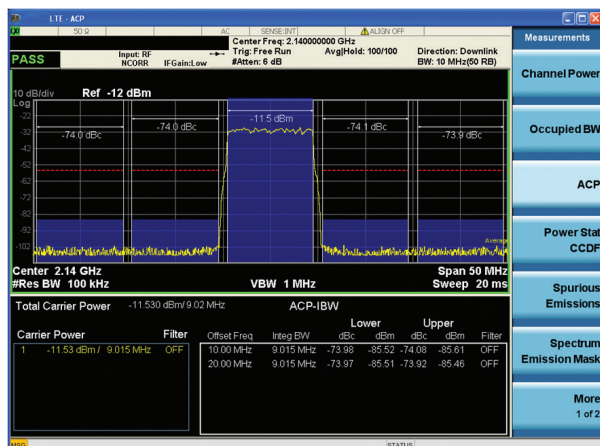 LXI LTE - ACP
50 Ω AC SENSE:INT ALIGN OFF
Center Freq: 2.140000000 GHz
PASS Input: RF Trig: Free Run Avg|Hold: 100/100 Direction: Downlink
NCORR IFGain:Low #Atten: 6 dB BW: 10 MHz(50 RB)
10 dB/div Ref -12 dBm
Log
-22
-11.5 dBm
-32
-74.0 dBc -74.0 dBc -74.1 dBc -73.9 dBc
-42
-52
-62
-72
-82
-92
Average
-102
Center 2.14 GHz Span 50 MHz
#Res BW 100 kHz VBW 1 MHz Sweep 20 ms
Total Carrier Power -11.530 dBm/ 9.02 MHz ACP-IBW
Lower Upper
Carrier Power Filter Offset Freq Integ BW dBc dBm dBc dBm Filter
1 -11.53 dBm / 9.015 MHz OFF 10.00 MHz 9.015 MHz -73.98 -85.52 -74.08 -85.61 OFF
20.00 MHz 9.015 MHz -73.97 -85.51 -73.92 -85.46 OFF
MSG STATUS
Measurements
Channel Power
Occupied BW
ACP
Power Stat
CCDF
Spurious
Emissions
Spectrum
Emission Mask
More
1 of 2